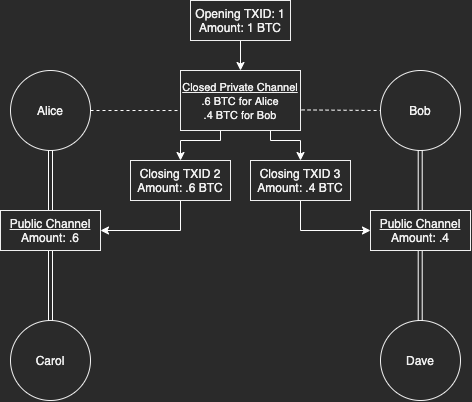 Opening TXID: 1
Amount: 1 BTC
Closed Private Channel
.6 BTC for Alice
.4 BTC for Bob
Alice
Bob
Closing TXID 2
Amount: .6 BTC
Closing TXID 3
Amount: .4 BTC
Public Channel
Amount: .6
Public Channel
Amount: .4
Carol
Dave